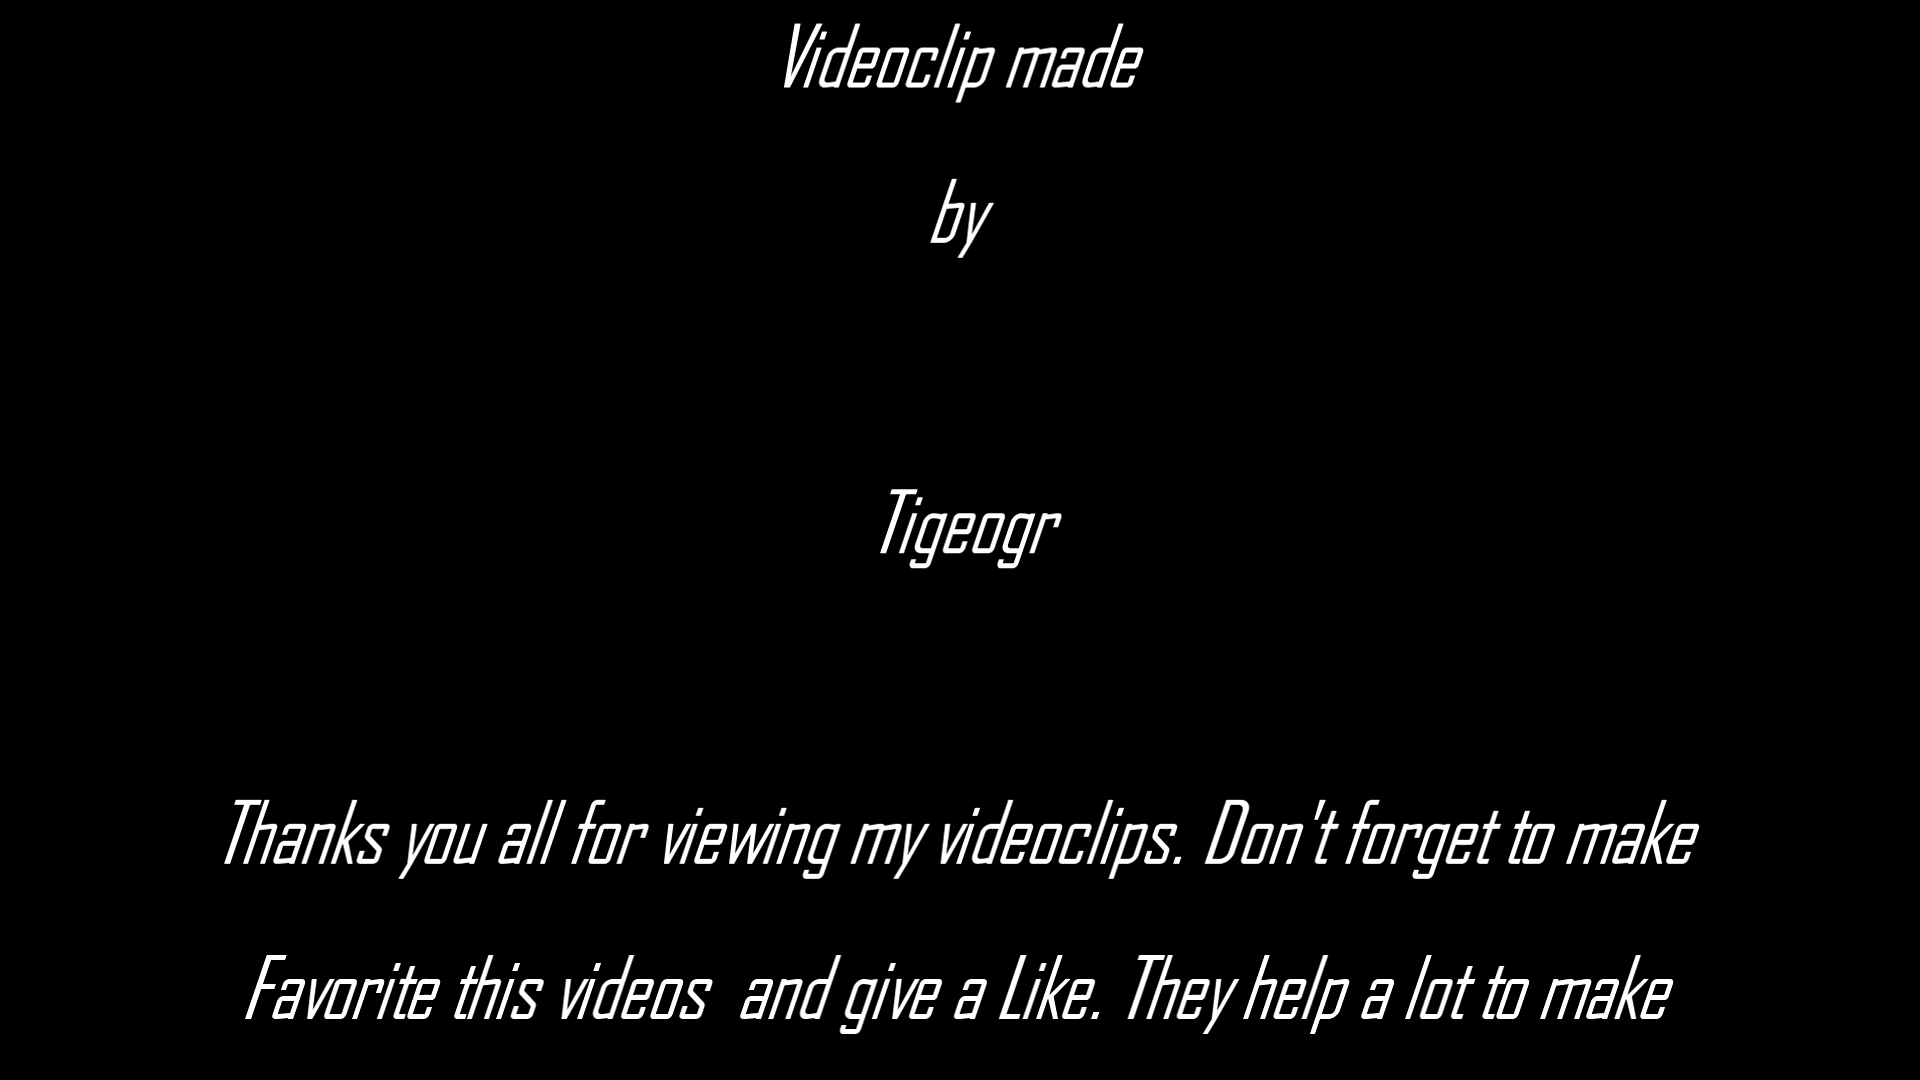 Videoclip made
by
Tigeogr
Thanks you all for viewing my videoclips. Don't forget to make
Favorite this videos  and give a Like. They help a lot to make